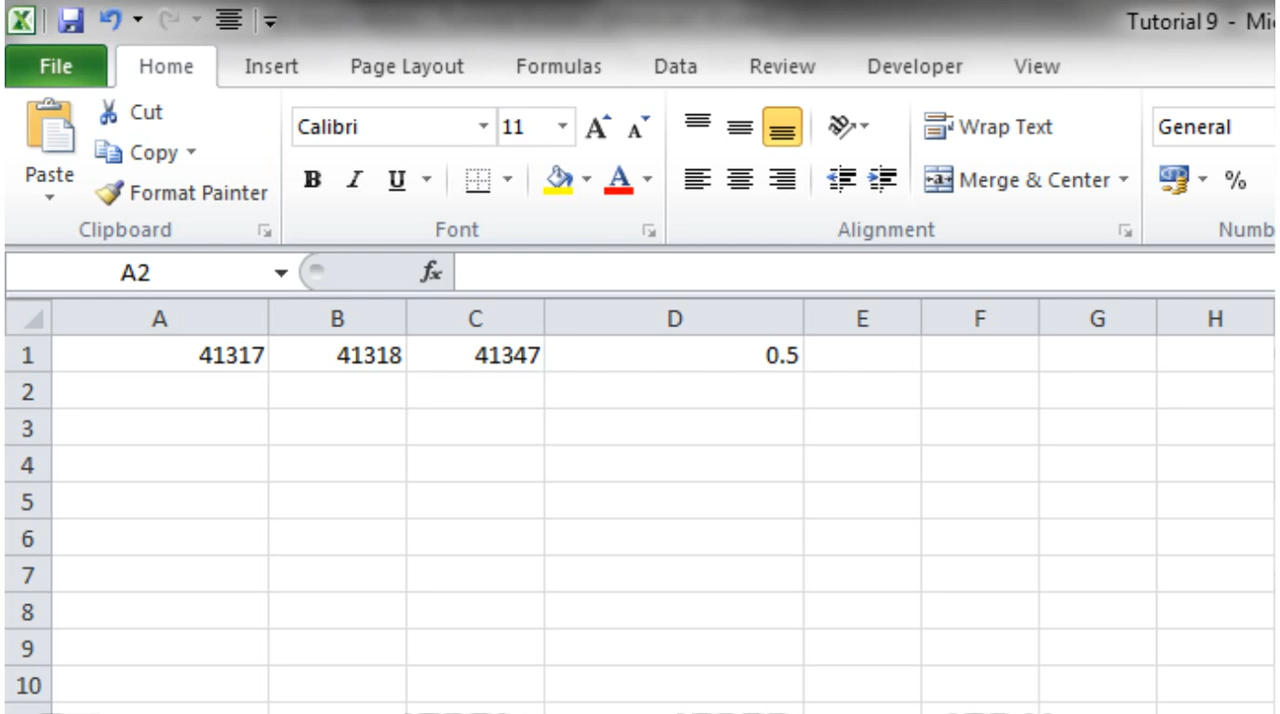 Tutorial 9 -
File Home Insert Page Layout Formulas Data Review Developer View
Paste
Cut
Copy
Format Painter
Clipboard
Calibri 11 A A
B I U A
Font
Wrap Text
Merge & Center
Alignment
General
%
A2 fx
A B C D E F G H
1 41317 41318 41347 0.5
2
3
4
5
6
7
8
9
10